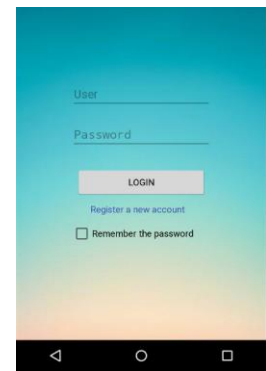 User
Password
LOGIN
Register a new account
Remember the password